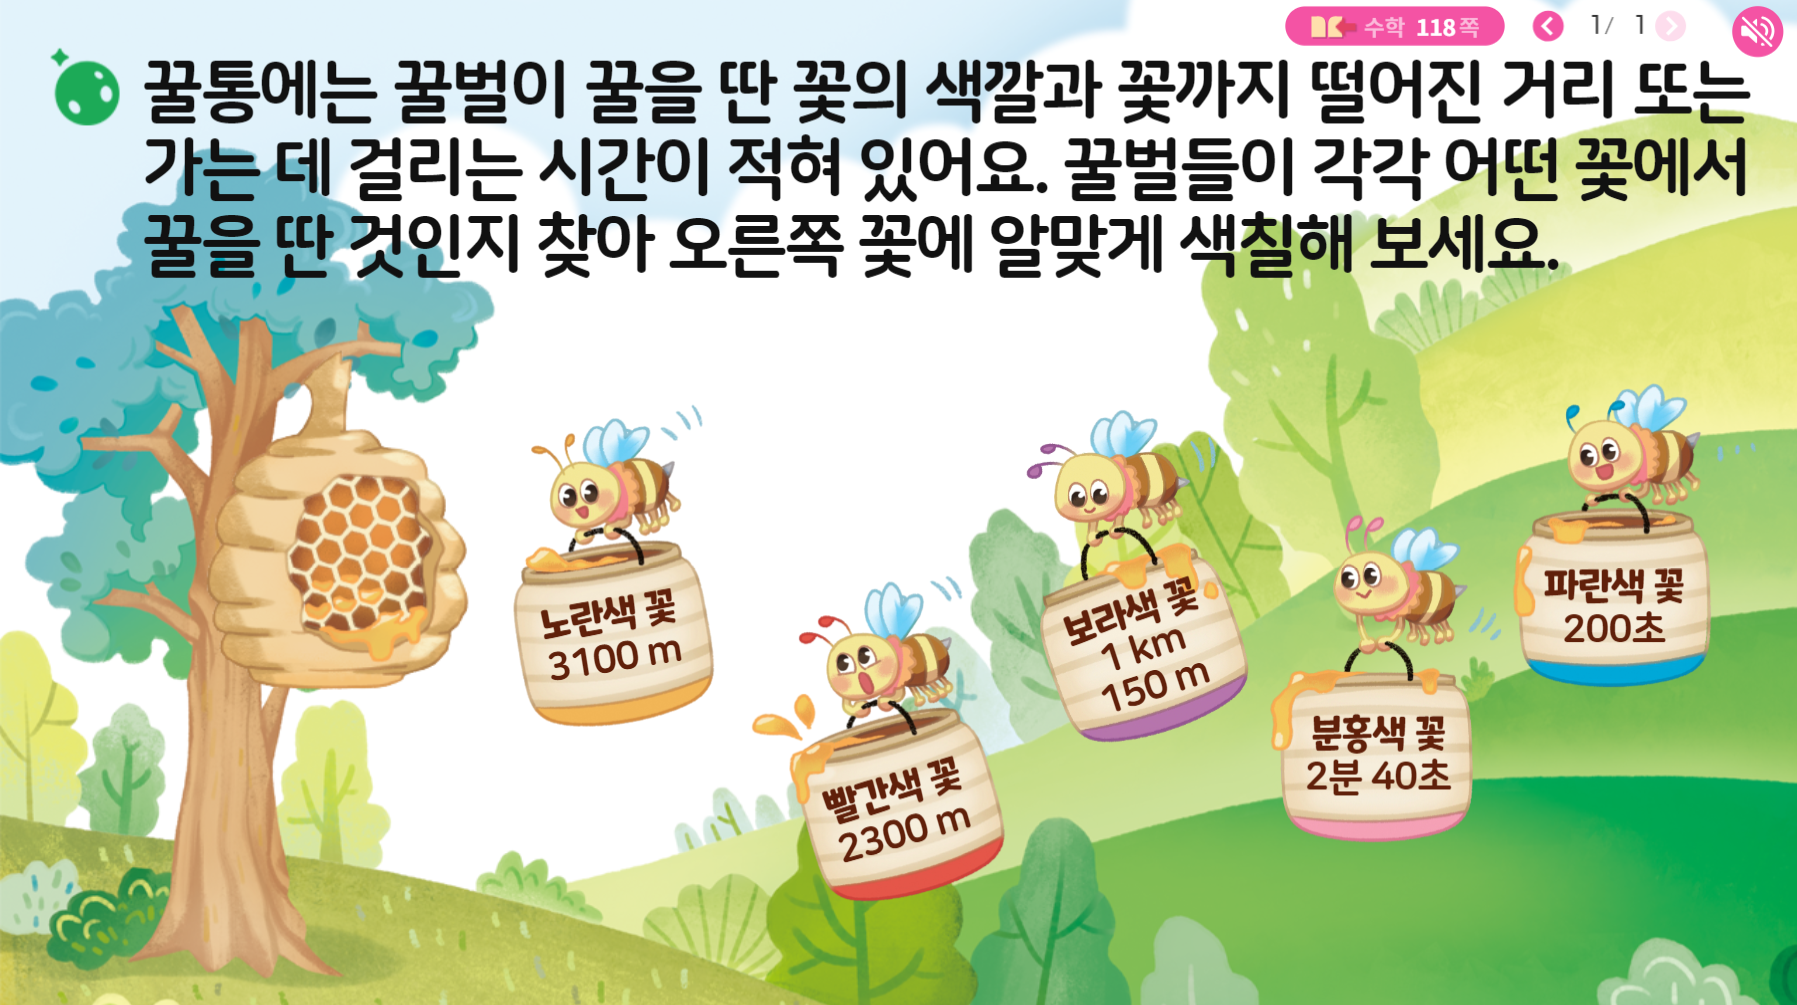 수학 118쪽
1/ 1
꿀통에는 꿀벌이 꿀을 딴 꽃의 색깔과 꽃까지 떨어진 거리 또는
가는 데 걸리는 시간이 적혀 있어요. 꿀벌들이 각각 어떤 꽃에서
꿀을 딴 것인지 찾아 오른쪽 꽃에 알맞게 색칠해 보세요.
노란색 꽃
3100 m
빨간색 꽃
2300 m
보라색 꽃
1 km
150 m
분홍색 꽃
2분 40초
파란색 꽃
200초